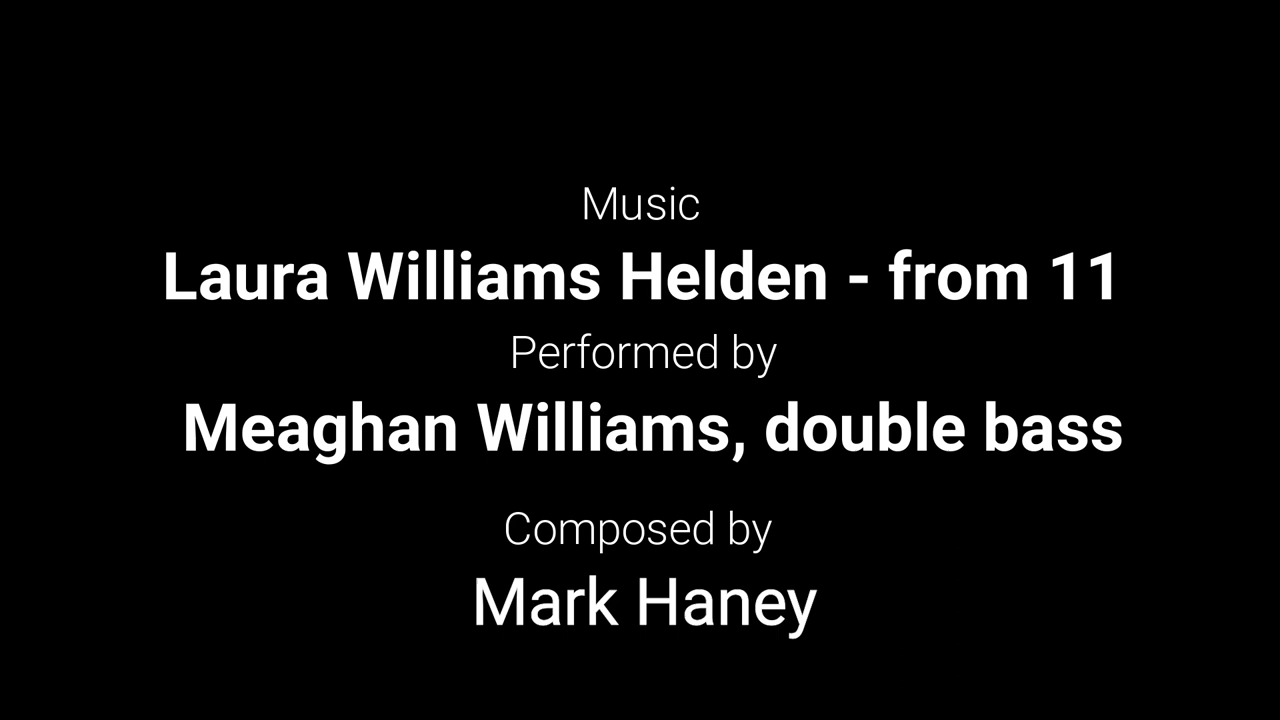 Music
Laura Williams Helden - from 11
Performed by
Meaghan Williams, double bass
Composed by
Mark Haney